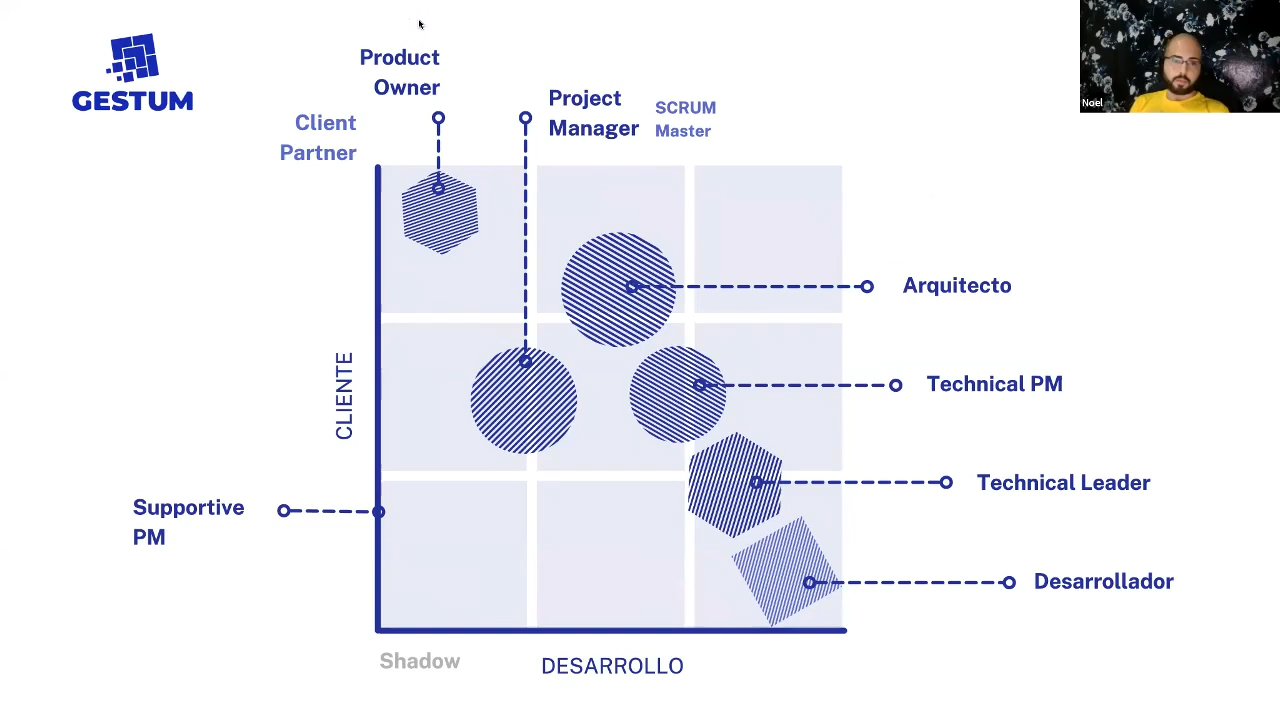 GESTUM
Product
Owner
Client
Partner
Project
Manager
SCRUM
Master
Noel
Arquitecto
Technical PM
CLIENTE
Technical Leader
Supportive
PM
Desarrollador
Shadow
DESARROLLO